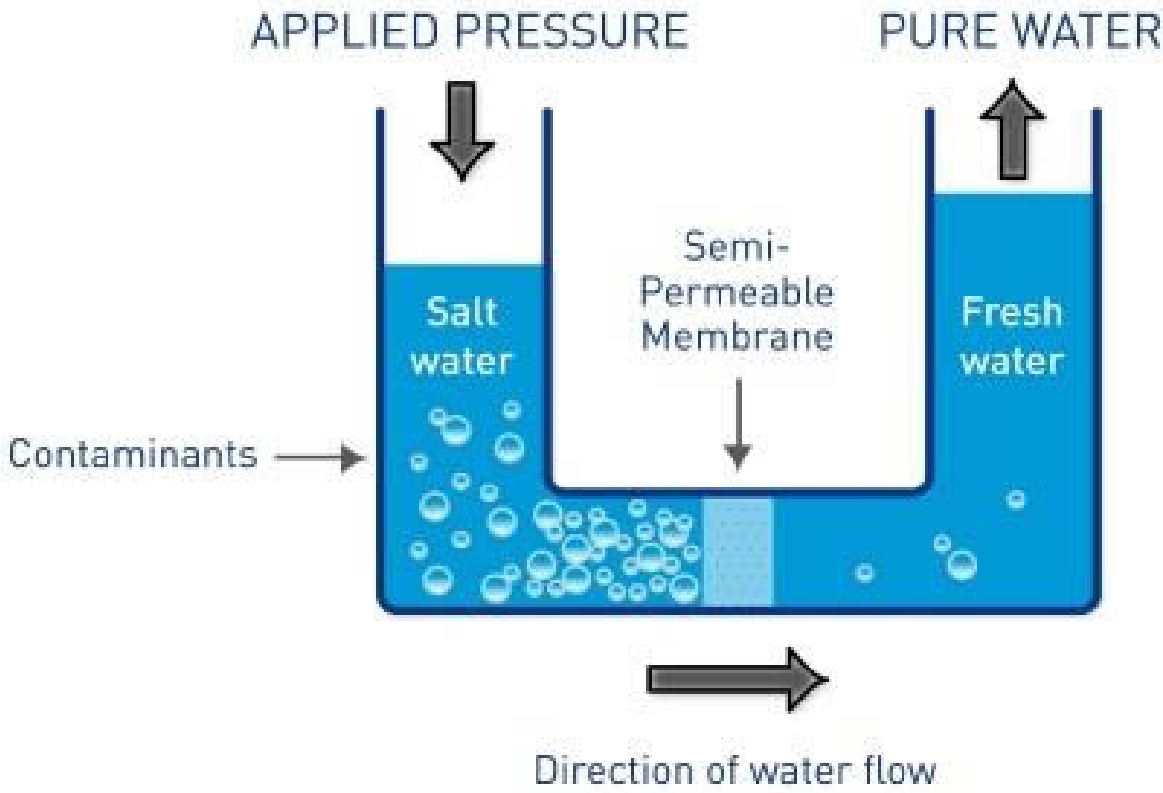 APPLIED PRESSURE
PURE WATER
Salt
water
Semi-
Permeable
Membrane
Fresh
water
Contaminants
Direction of water flow